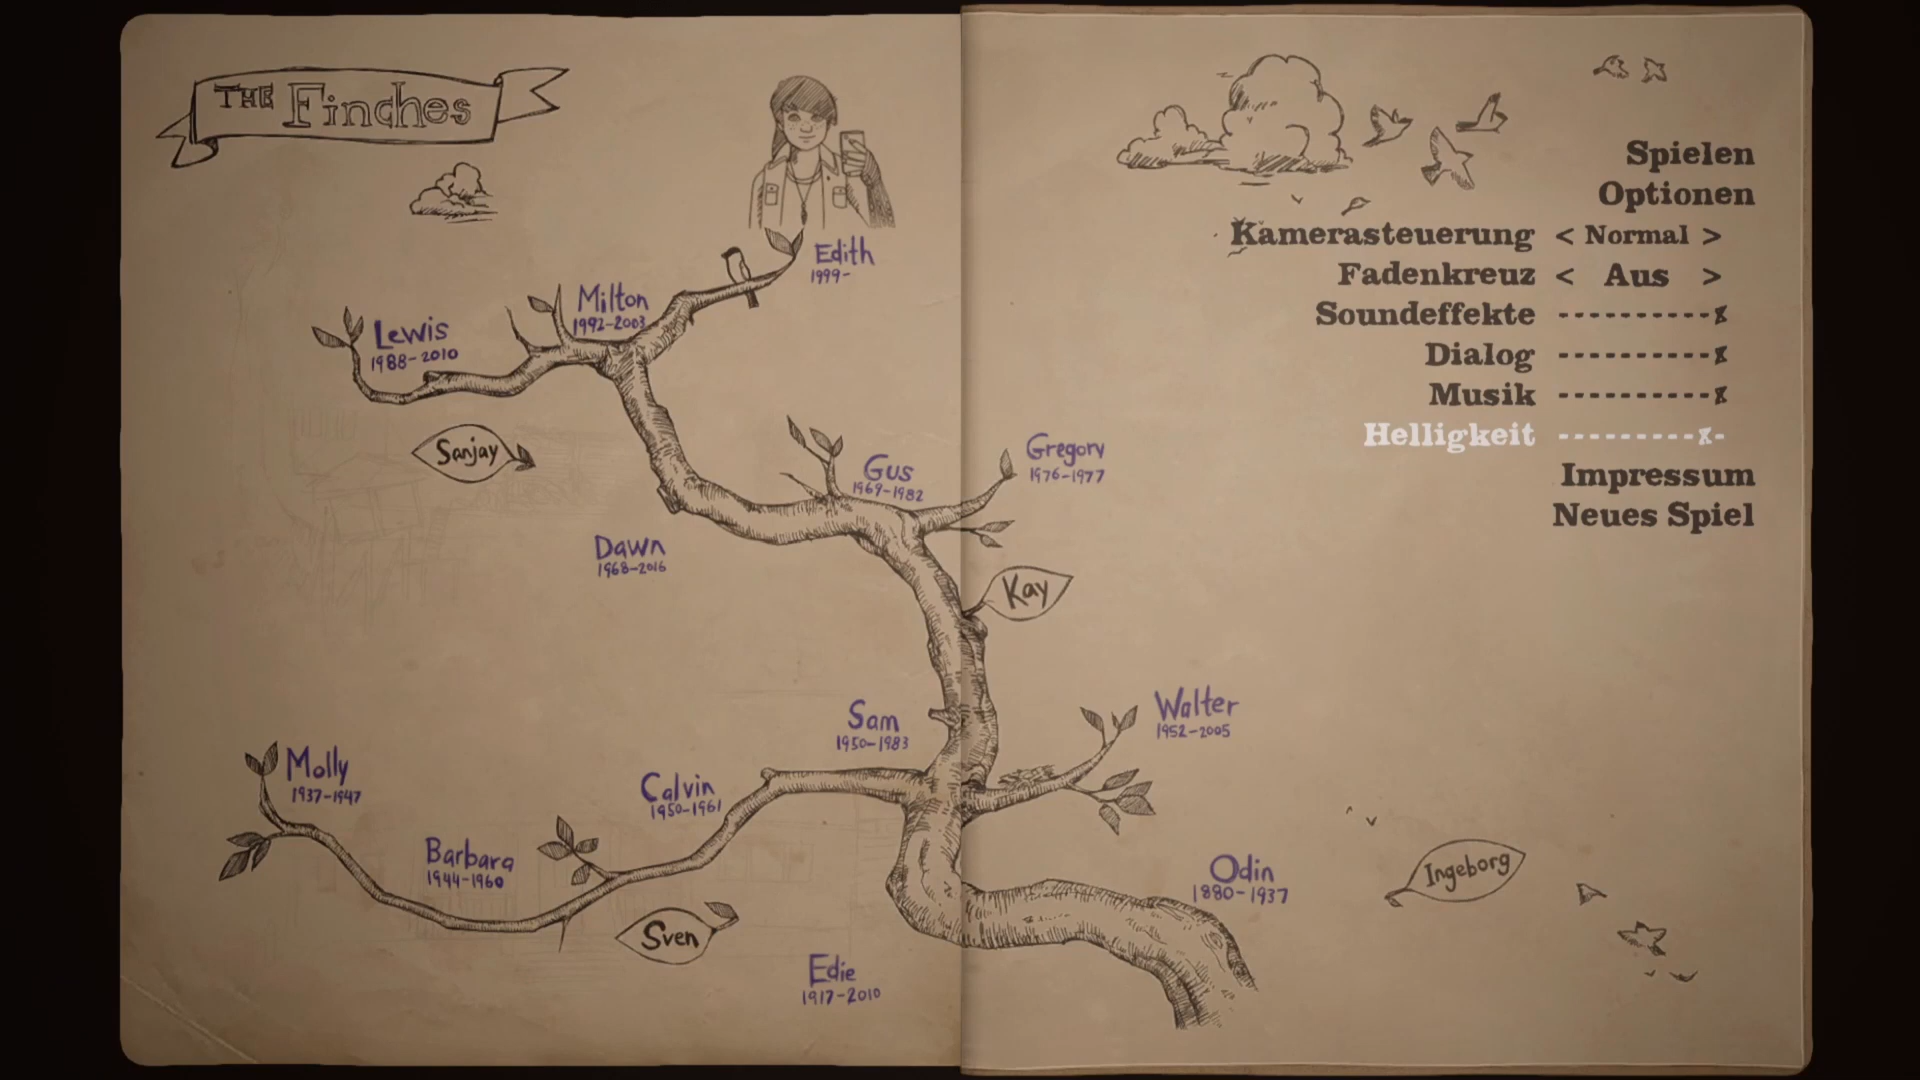 THE Finches
Edith
1999-
Milton
1992-2003
Lewis
1988-2010
Sanjay
Gregory
1976-1977
Gus
1969-1982
Dawn
1968-2016
Kay
Sam
1950-1983
Walter
1952-2005
Molly
1937-1947
Calvin
1950-1961
Barbara
1944-1960
Sven
Odin
1880-1937
Ingeborg
Edie
1917-2010
Spielen
Optionen
Kamerasteuerung < Normal >
Fadenkreuz < Aus >
Soundeffekte ----------x
Dialog ----------x
Musik ----------x
Helligkeit ---------x-
Impressum
Neues Spiel